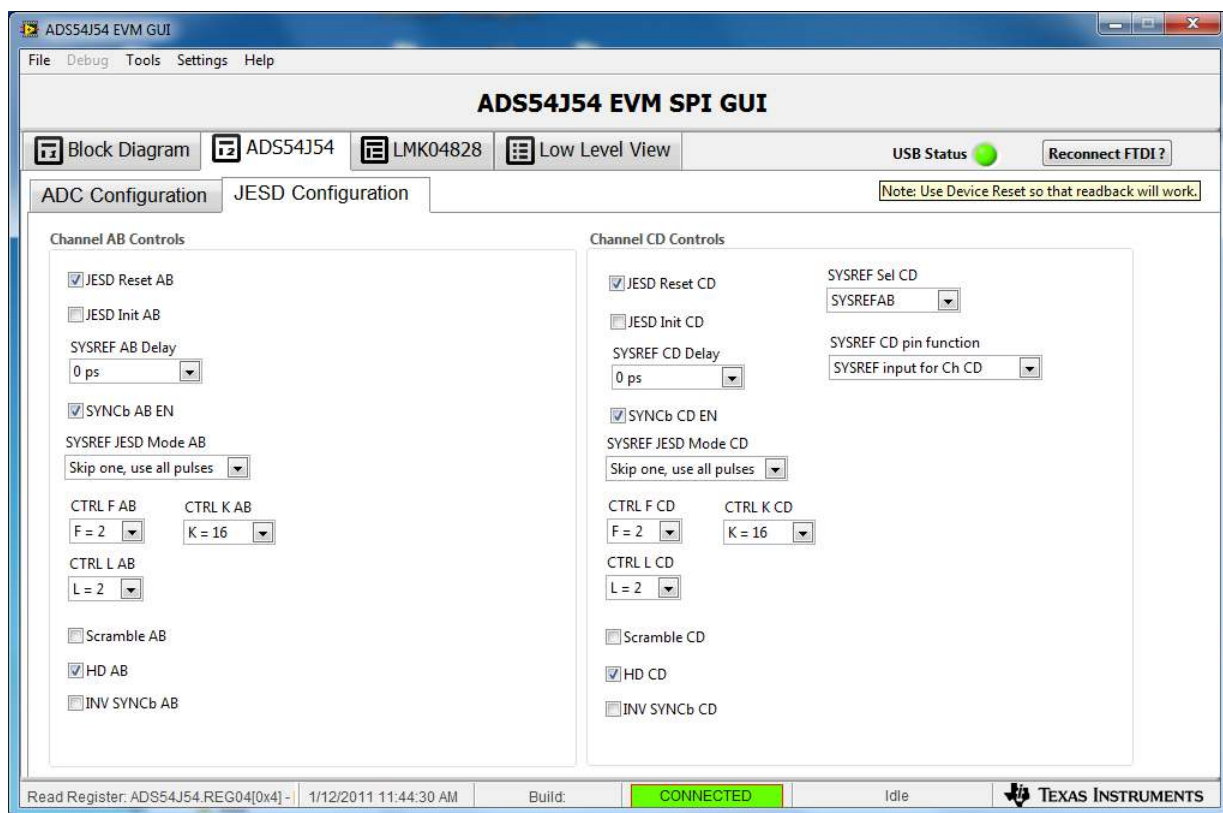 ADS54J54 EVM GUI
File Debug Tools Settings Help
ADS54J54 EVM SPI GUI
Block Diagram ADS54J54 LMK04828 Low Level View USB Status Reconnect FTDI ?
ADC Configuration JESD Configuration Note: Use Device Reset so that readback will work.
Channel AB Controls
JESD Reset AB
JESD Init AB
SYSREF AB Delay
0 ps
SYNCb AB EN
SYSREF JESD Mode AB
Skip one, use all pulses
CTRL F AB CTRL K AB
F = 2 K = 16
CTRL L AB
L = 2
Scramble AB
HD AB
INV SYNCb AB
Channel CD Controls
JESD Reset CD SYSREF Sel CD
SYSREFAB
JESD Init CD
SYSREF CD Delay SYSREF CD pin function
0 ps SYSREF input for Ch CD
SYNCb CD EN
SYSREF JESD Mode CD
Skip one, use all pulses
CTRL F CD CTRL K CD
F = 2 K = 16
CTRL L CD
L = 2
Scramble CD
HD CD
INV SYNCb CD
Read Register: ADS54J54.REG04[0x4] - 1/12/2011 11:44:30 AM Build: CONNECTED Idle TEXAS INSTRUMENTS